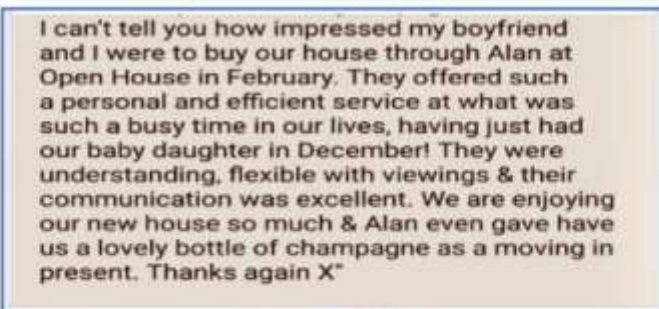 I can't tell you how impressed my boyfriend
and I were to buy our house through Alan at
Open House in February. They offered such
a personal and efficient service at what was
such a busy time in our lives, having just had
our baby daughter in December! They were
understanding, flexible with viewings & their
communication was excellent. We are enjoying
our new house so much & Alan even gave have
us a lovely bottle of champagne as a moving in
present. Thanks again X"